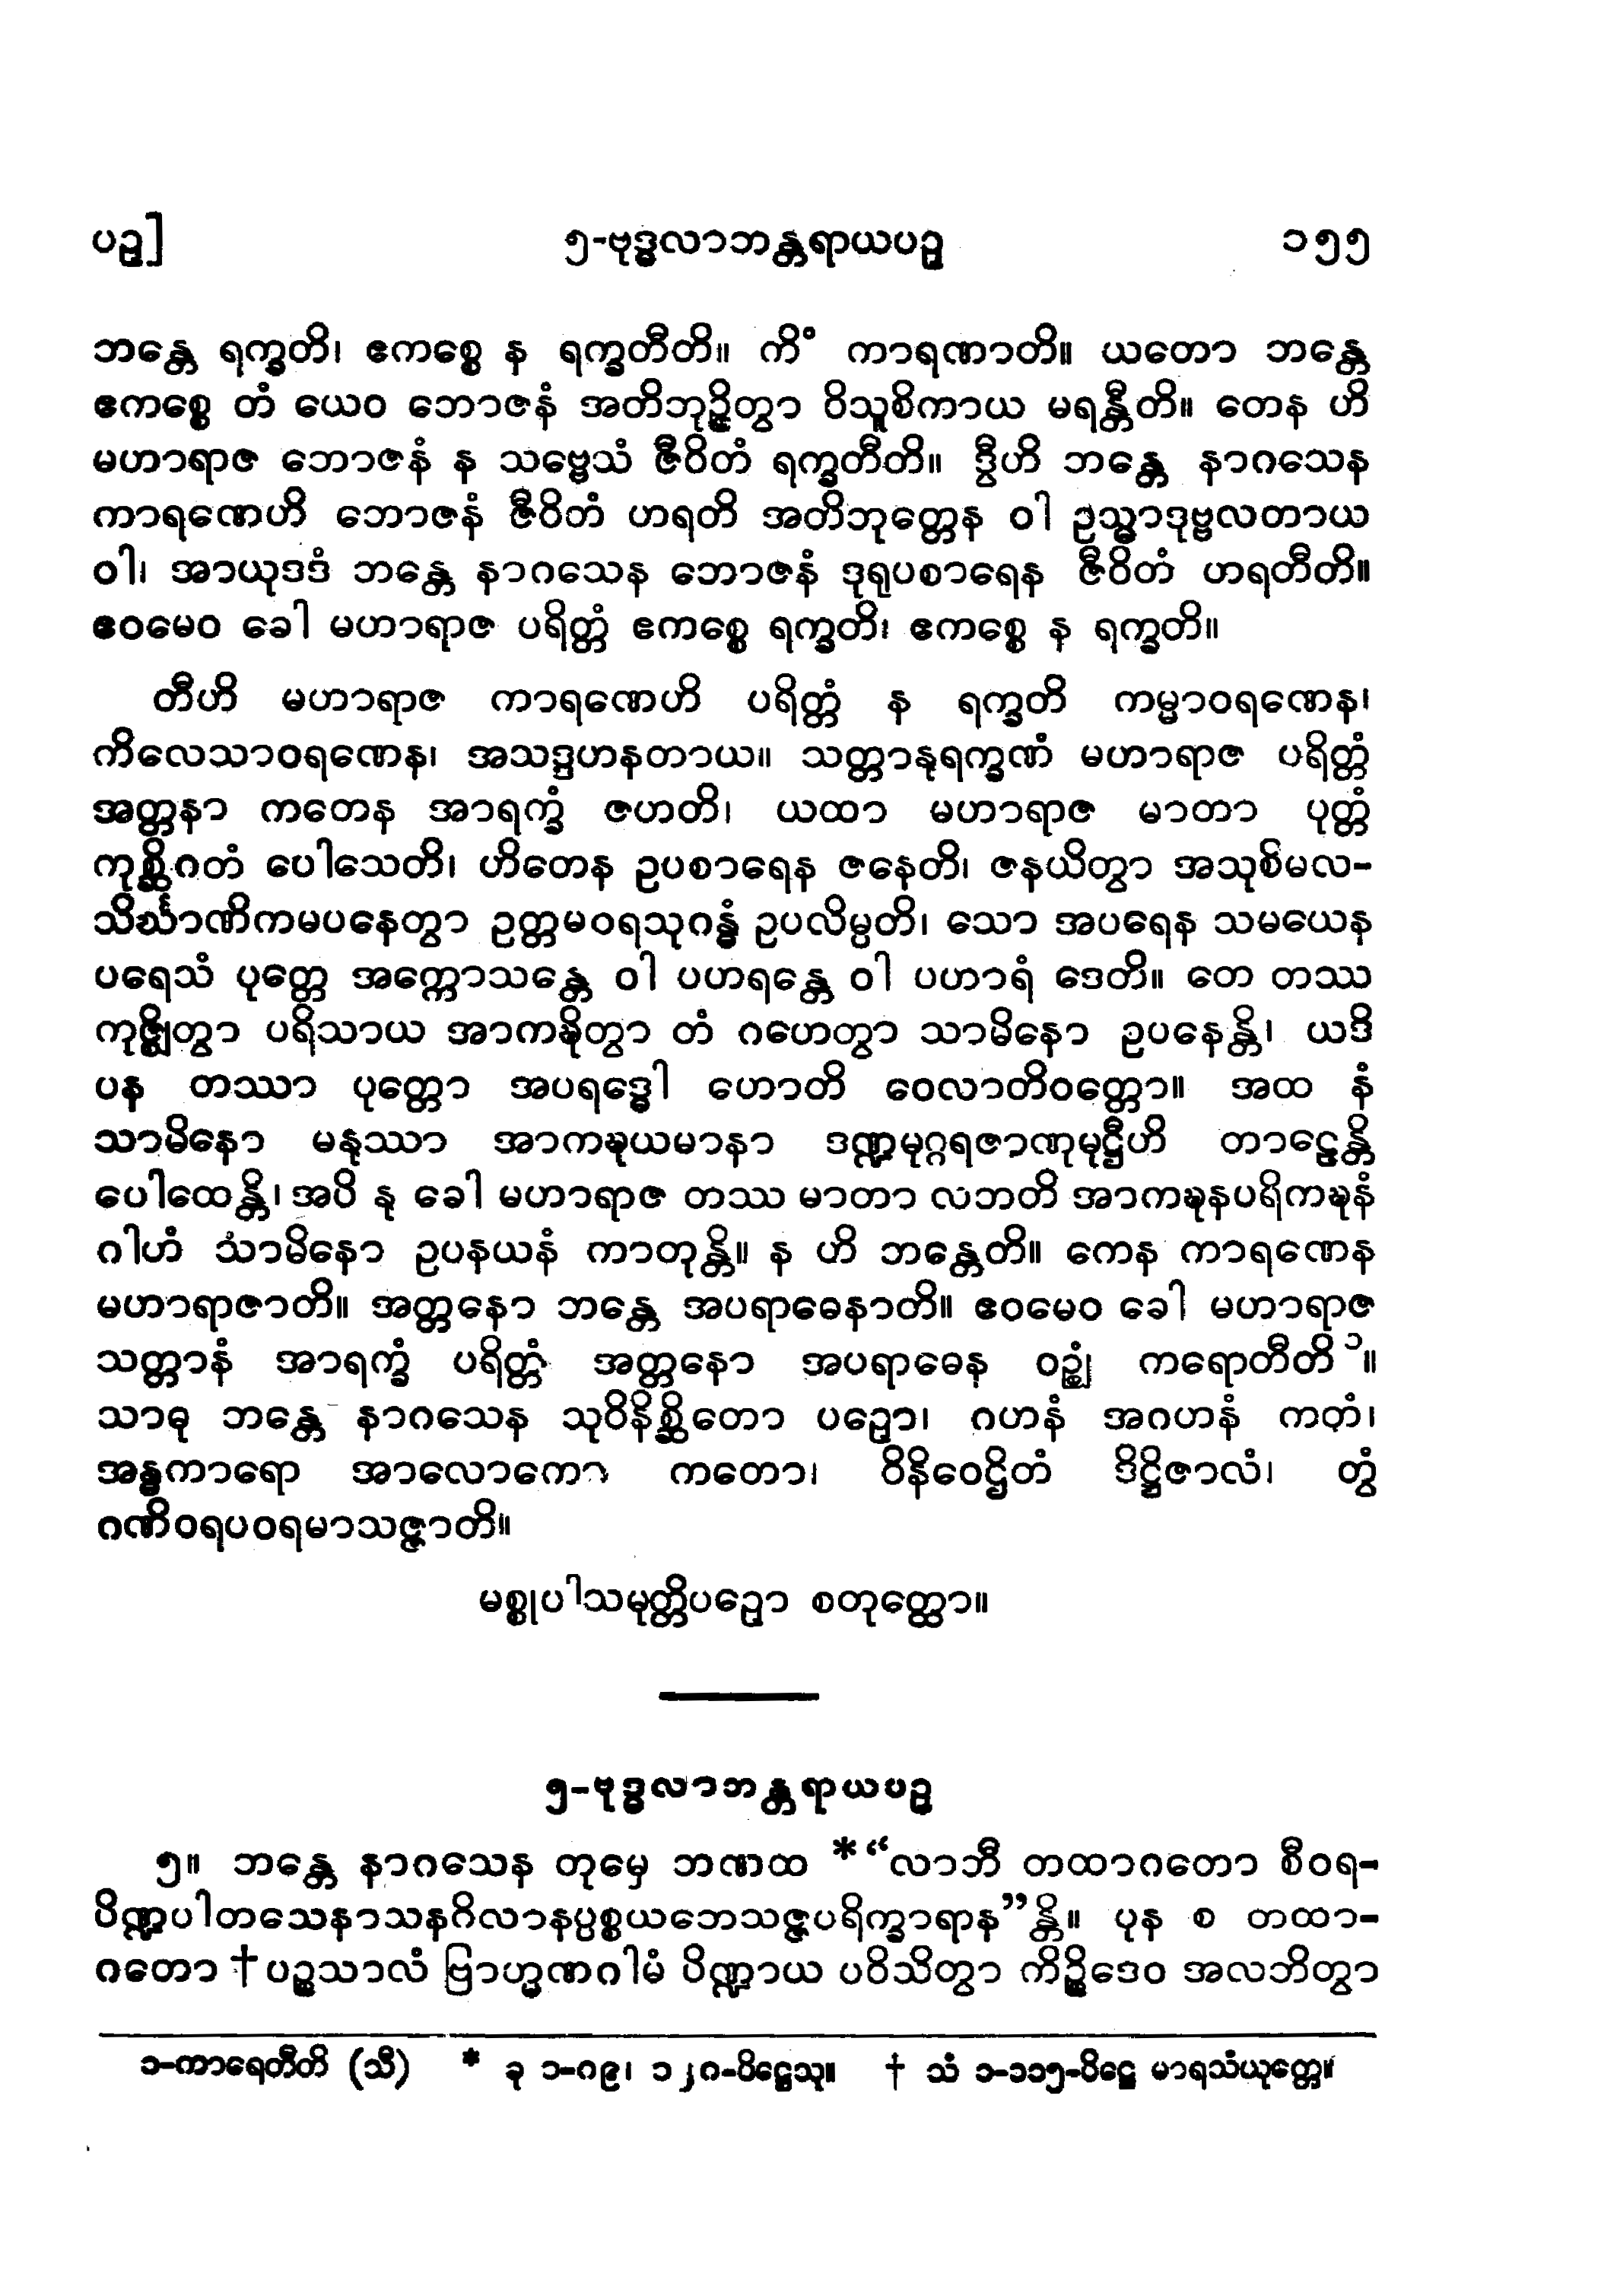 ပဥှ]
၅-ဗုဒ္ဓလာဘန္တရာယပဥှ
၁၅၅
ဘန္တေ ရက္ခတိ၊ ဧကစ္စေ န ရက္ခတီတိ။ ကိံ ကာရဏာတိ။ ယတော ဘန္တေ
ဧကစ္စေ တံ ယေဝ ဘောဇနံ အတိဘုဉ္ဇိတွာ ဝိသူစိကာယ မရန္တီတိ။ တေန ဟိ
မဟာရာဇ ဘောဇနံ န သဗ္ဗေသံ ဇီဝိတံ ရက္ခတီတိ။ ဒွီဟိ ဘန္တေ နာဂသေန
ကာရဏေဟိ ဘောဇနံ ဇီဝိတံ ဟရတိ အတိဘုတ္တေန ဝါ ဥသ္မာဒုဗ္ဗလတာယ
ဝါ၊ အာယုဒဒံ ဘန္တေ နာဂသေန ဘောဇနံ ဒုရုပစာရေန ဇီဝိတံ ဟရတီတိ။
ဧဝမေဝ ခေါ မဟာရာဇ ပရိတ္တံ ဧကစ္စေ ရက္ခတိ၊ ဧကစ္စေ န ရက္ခတိ။
တီဟိ မဟာရာဇ ကာရဏေဟိ ပရိတ္တံ န ရက္ခတိ ကမ္မာဝရဏေန၊
ကိလေသာဝရဏေန၊ အသဒ္ဒဟနတာယ။ သတ္တာနုရက္ခဏံ မဟာရာဇ ပရိတ္တံ
အတ္တနာ ကတေန အာရက္ခံ ဇဟတိ၊ ယထာ မဟာရာဇ မာတာ ပုတ္တံ
ကုစ္ဆိဂတံ ပေါသေတိ၊ ဟိတေန ဥပစာရေန ဇနေတိ၊ ဇနယိတွာ အသုစိမလ-
သိင်္ဃာဏိကမပနေတွာ ဥတ္တမဝရသုဂန္ဓံ ဥပလိမ္ပတိ၊ သော အပရေန သမယေန
ပရေသံ ပုတ္တေ အက္ကောသန္တေ ဝါ ပဟရန္တေ ဝါ ပဟာရံ ဒေတိ။ တေ တဿ
ကုဇ္ဈိတွာ ပရိသာယ အာကဍ္ဎိတွာ တံ ဂဟေတွာ သာမိနော ဥပနေန္တိ၊ ယဒိ
ပန တဿာ ပုတ္တော အပရဒ္ဓေါ ဟောတိ ဝေလာတိဝတ္တော။ အထ နံ
သာမိနော မနုဿာ အာကဍ္ဎယမာနာ ဒဏ္ဍမုဂ္ဂရဇာဏုမုဋ္ဌီဟိ တာဠေန္တိ
ပေါထေန္တိ၊ အပိ နု ခေါ မဟာရာဇ တဿ မာတာ လဘတိ အာကဍ္ဎနပရိကဍ္ဎနံ
ဂါဟံ သာမိနော ဥပနယနံ ကာတုန္တိ။ န ဟိ ဘန္တေတိ။ ကေန ကာရဏေန
မဟာရာဇာတိ။ အတ္တနော ဘန္တေ အပရာဓေနာတိ။ ဧဝမေဝ ခေါ မဟာရာဇ
သတ္တာနံ အာရက္ခံ ပရိတ္တံ အတ္တနော အပရာဓေန ဝဉ္ဈံ ကရောတီတိ ၁။
သာဓု ဘန္တေ နာဂသေန သုဝိနိစ္ဆိတော ပဉှော၊ ဂဟနံ အဂဟနံ ကတံ၊
အန္ဓကာရော အာလောကော ကတော၊ ဝိနိဝေဌိတံ ဒိဋ္ဌိဇာလံ၊ တွံ
ဂဏိဝရပဝရမာသဇ္ဇာတိ။
မစ္စုပါသမုတ္တိပဉှော စတုတ္ထော။
၅-ဗုဒ္ဓလာဘန္တရာယပဥှ
၅။ ဘန္တေ နာဂသေန တုမှေ ဘဏထ *“လာဘီ တထာဂတော စီဝရ-
ပိဏ္ဍပါတသေနာသနဂိလာနပ္ပစ္စယဘေသဇ္ဇပရိက္ခာရာန”န္တိ။ ပုန စ တထာ-
ဂတော †ပဉ္စသာလံ ဗြာဟ္မဏဂါမံ ပိဏ္ဍာယ ပဝိသိတွာ ကိဉ္စိဒေဝ အလဘိတွာ
၁-ကာရေတီတိ (သီ) * ခု ၁-၈၉၊ ၁၂၈-ပိဋ္ဌေသု။ † သံ ၁-၁၁၅-ပိဋ္ဌေ မာရသံယုတ္တေ။